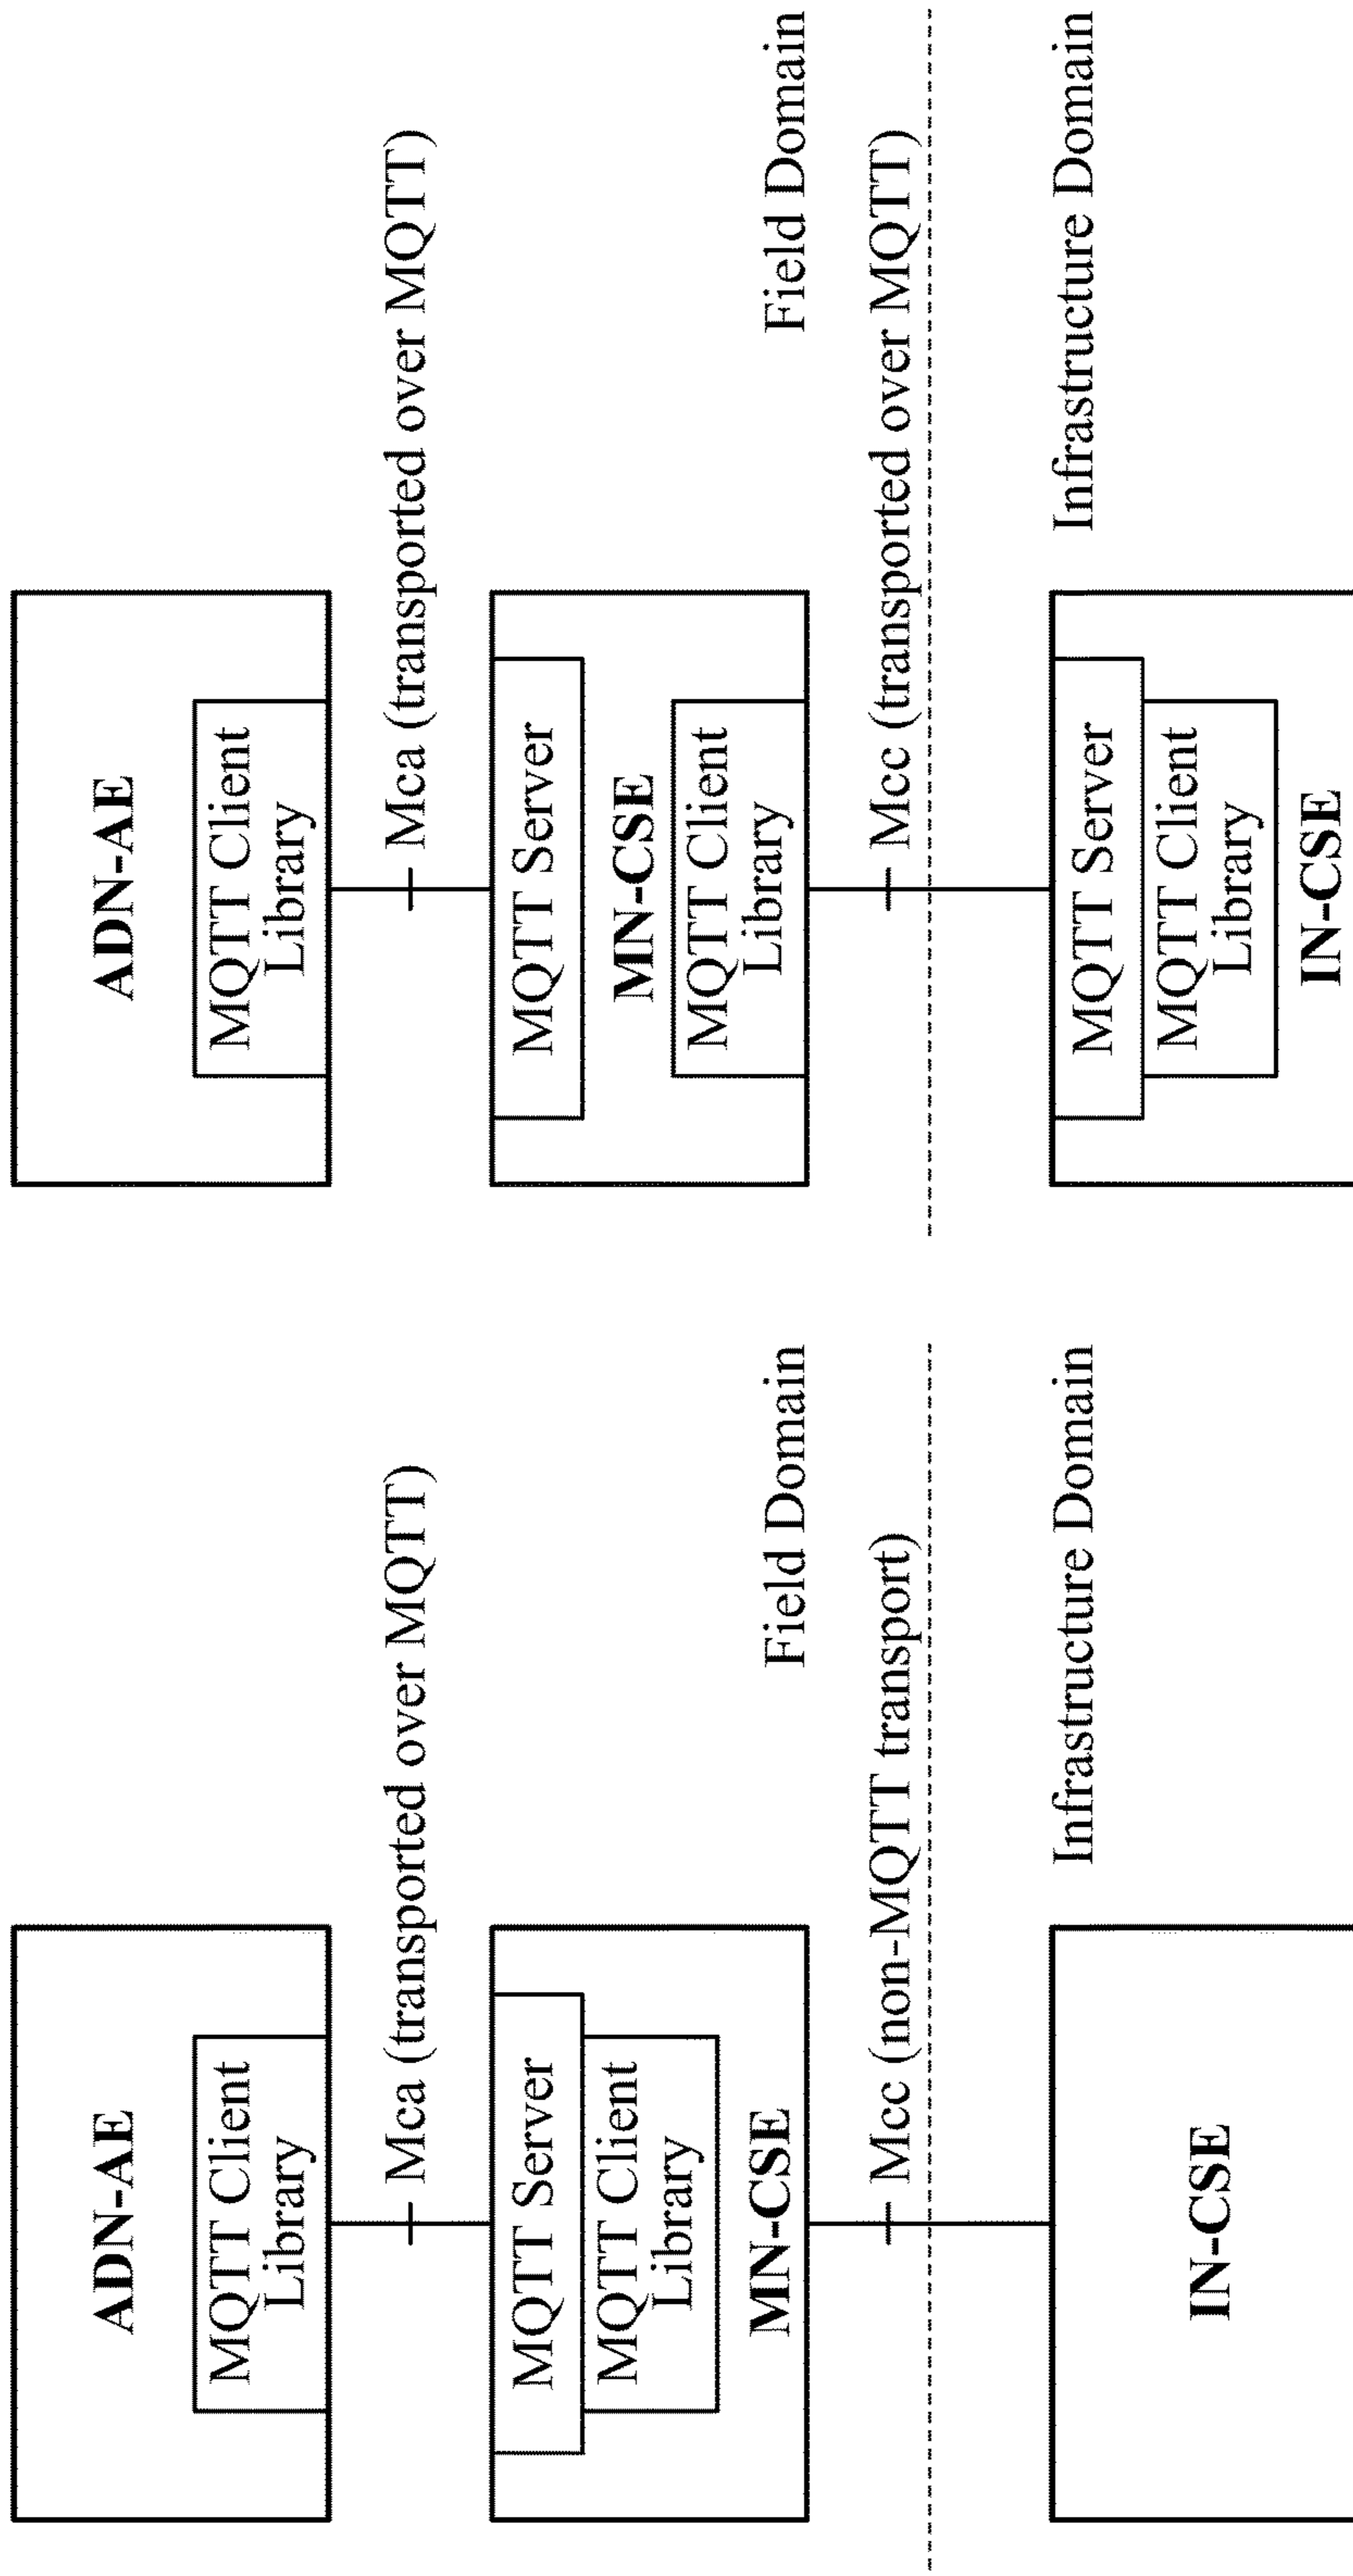 ADN-AE
MQTT Client
Library
Mca (transported over MQTT)
MQTT Server
MQTT Client
Library
MN-CSE
Field Domain
Mcc (non-MQTT transport)
Infrastructure Domain
IN-CSE
ADN-AE
MQTT Client
Library
Mca (transported over MQTT)
MQTT Server
MN-CSE
MQTT Client
Library
Field Domain
Mcc (transported over MQTT)
Infrastructure Domain
MQTT Server
MQTT Client
Library
IN-CSE